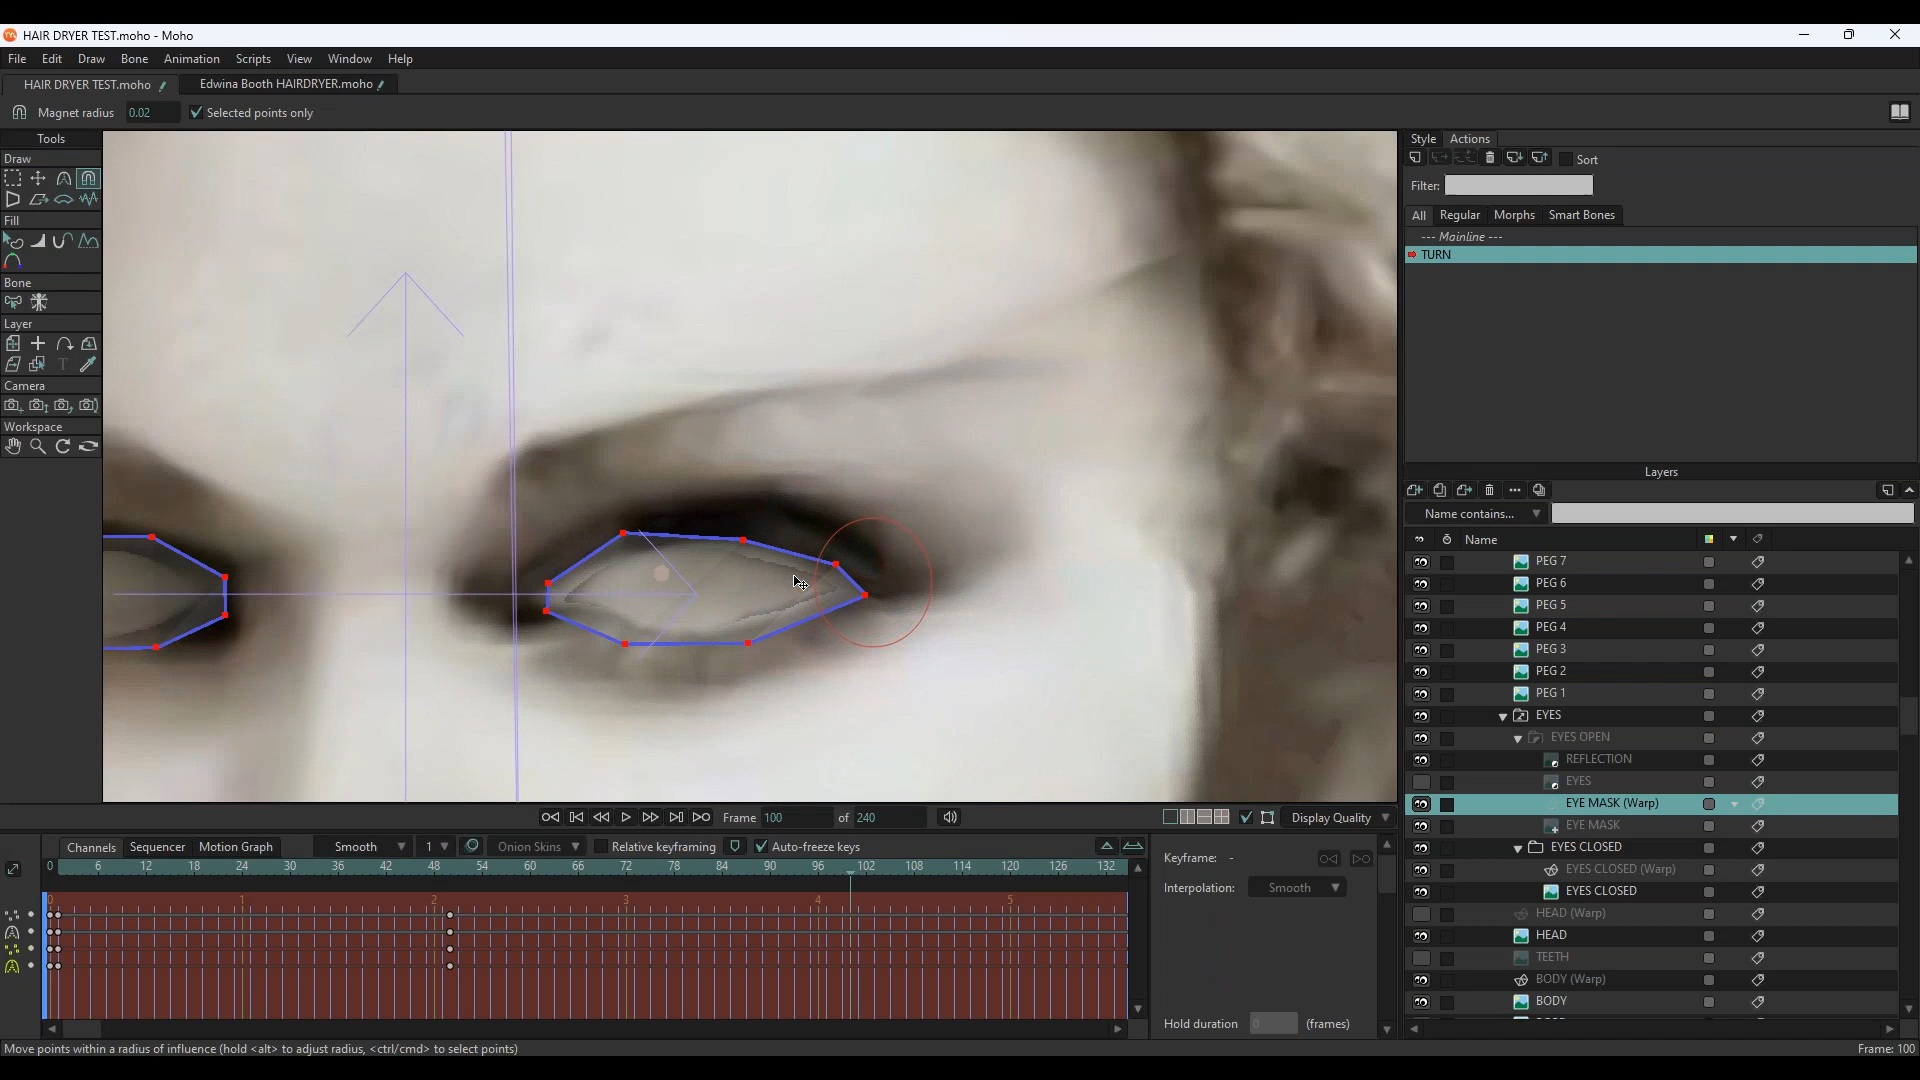 HAIR DRYER TEST.moho - Moho
File Edit Draw Bone Animation Scripts View Window Help
HAIR DRYER TEST.moho Edwina Booth HAIRDRYER.moho
Magnet radius 0.02 Selected points only
Tools
Draw
Fill
Bone
Layer
T
Camera
Workspace
Style Actions
Sort
Filter:
All Regular Morphs Smart Bones
--- Mainline ---
TURN
Layers
Name contains...
Name
PEG 7
PEG 6
PEG 5
PEG 4
PEG 3
PEG 2
PEG 1
EYES
EYES OPEN
REFLECTION
EYES
EYE MASK (Warp)
EYE MASK
EYES CLOSED
EYES CLOSED (Warp)
EYES CLOSED
HEAD (Warp)
HEAD
TEETH
BODY (Warp)
BODY
Frame 100 of 240 Display Quality
Channels Sequencer Motion Graph Smooth 1 Onion Skins Relative keyframing Auto-freeze keys
0 6 12 18 24 30 36 42 48 54 60 66 72 78 84 90 96 102 108 114 120 126 132
0 1 2 3 4 5
Keyframe: -
Interpolation: Smooth
Hold duration 0 (frames)
Move points within a radius of influence (hold <alt> to adjust radius, <ctrl/cmd> to select points) Frame: 100